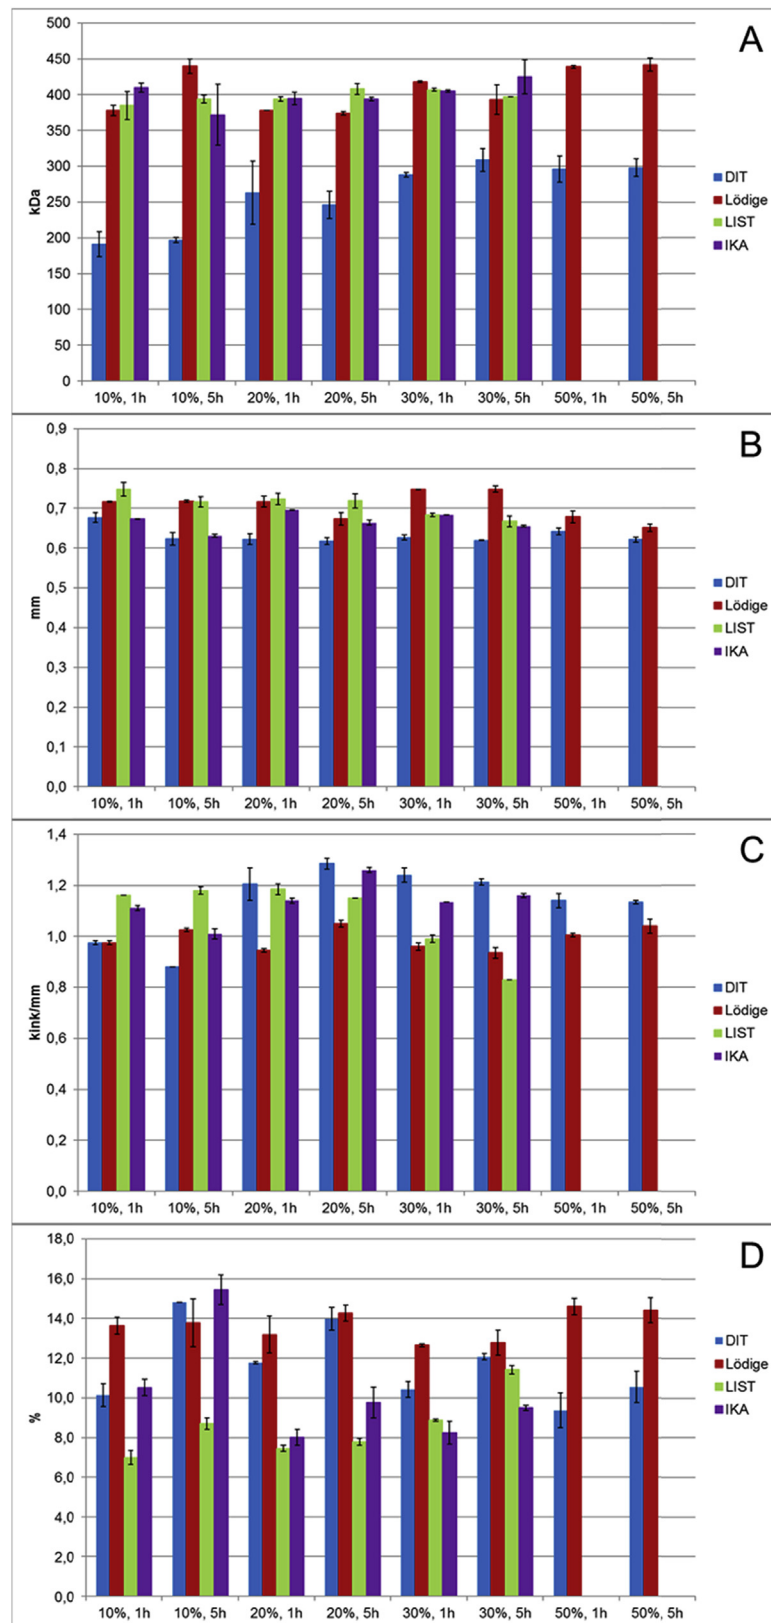 A
500
450
400
350
300
250
200
150
100
50
0
kDa
10%, 1h 10%, 5h 20%, 1h 20%, 5h 30%, 1h 30%, 5h 50%, 1h 50%, 5h
DIT
Lödige
LIST
IKA
B
0,9
0,8
0,7
0,6
0,5
0,4
0,3
0,2
0,1
0,0
mm
10%, 1h 10%, 5h 20%, 1h 20%, 5h 30%, 1h 30%, 5h 50%, 1h 50%, 5h
DIT
Lödige
LIST
IKA
C
1,4
1,2
1,0
0,8
0,6
0,4
0,2
0,0
kink/mm
10%, 1h 10%, 5h 20%, 1h 20%, 5h 30%, 1h 30%, 5h 50%, 1h 50%, 5h
DIT
Lödige
LIST
IKA
D
18,0
16,0
14,0
12,0
10,0
8,0
6,0
4,0
2,0
0,0
%
10%, 1h 10%, 5h 20%, 1h 20%, 5h 30%, 1h 30%, 5h 50%, 1h 50%, 5h
DIT
Lödige
LIST
IKA